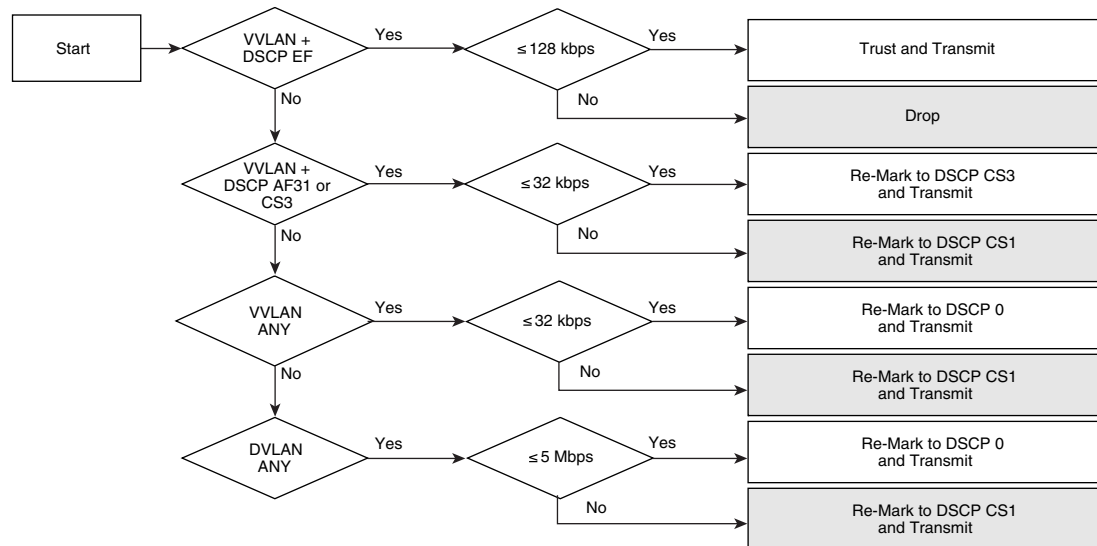 Start
VVLAN +
DSCP EF
Yes
≤ 128 kbps
Yes
Trust and Transmit
No
Drop
No
VVLAN +
DSCP AF31 or
CS3
Yes
≤ 32 kbps
Yes
Re-Mark to DSCP CS3
and Transmit
No
Re-Mark to DSCP CS1
and Transmit
No
VVLAN
ANY
Yes
≤ 32 kbps
Yes
Re-Mark to DSCP 0
and Transmit
No
Re-Mark to DSCP CS1
and Transmit
No
DVLAN
ANY
Yes
≤ 5 Mbps
Yes
Re-Mark to DSCP 0
and Transmit
No
Re-Mark to DSCP CS1
and Transmit